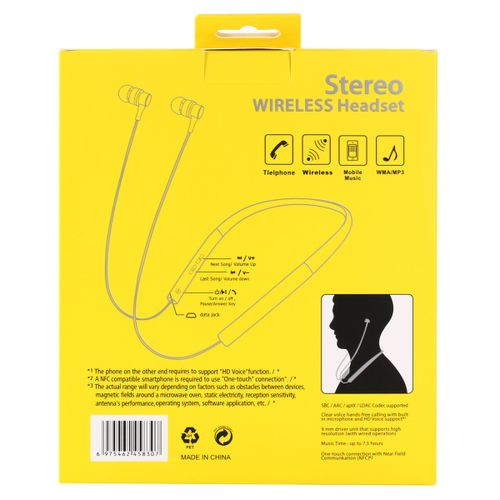 Stereo
WIRELESS Headset
Tleiphone
Wireless
Mobile
Music
WMA/MP3
/ V+
Next Song/ Volume Up
/ V-
Last Song/ Volume down
Turn on / off ,
Pause/Answer Key
data jack
*1 The phone on the other end requires to support "HD Voice"function. / *
*2 A NFC compatible smartphone is required to use "One-touch" connection". / *
*3 The actual range will vary depending on factors such as obstacles between devices,
magnetic fields around a microwave oven, static electricity, reception sensitivity,
antenna's performance,operating system, software application, etc. / *
SBC / AAC / aptX / LDAC Codec supported
Clear voice hands free calling with built
in microphone and HD Voice support*¹
9 mm driver unit that supports high
resolution (with wired operation)
Music Time : up to 7.5 hours
One touch connection with Near Field
Communkation (NFC)*²
6 975462 458307 >
01
PET
MADE IN CHINA